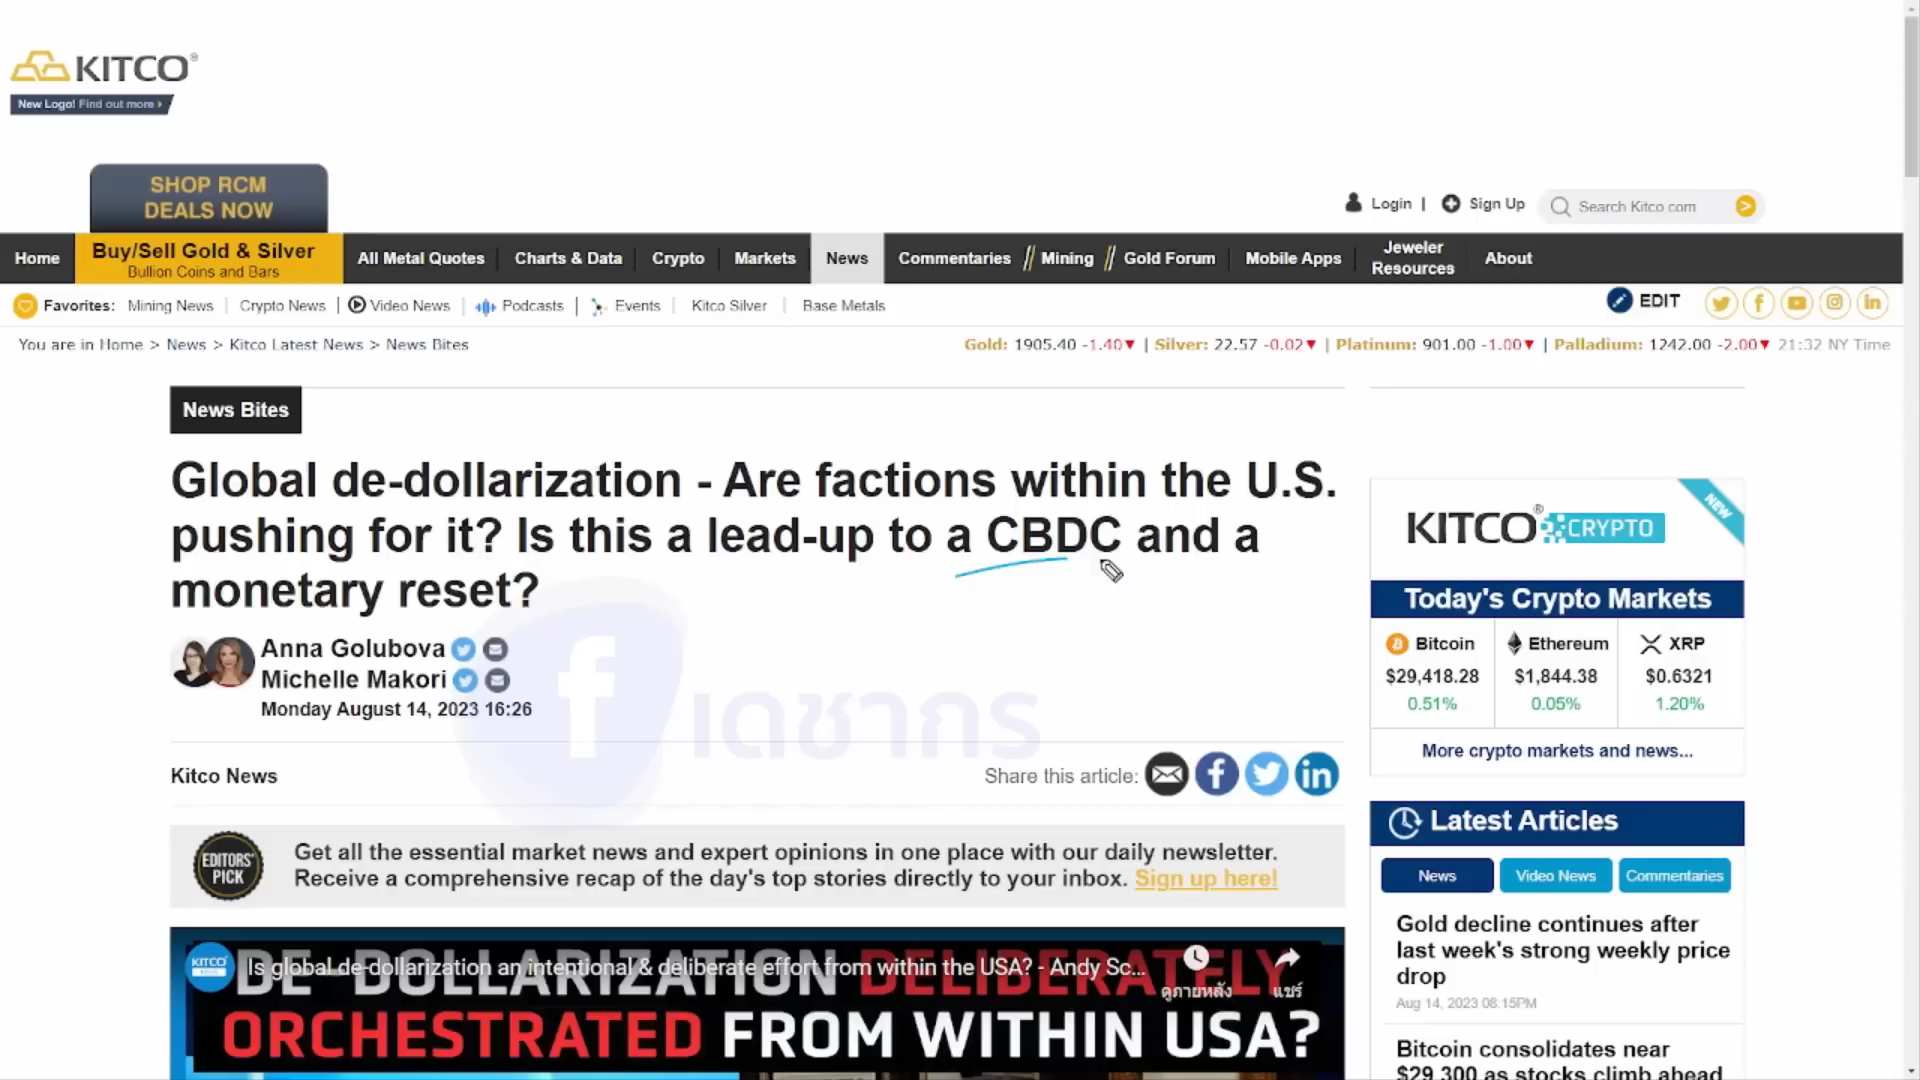 KITCO®
New Logo! Find out more
SHOP RCM
DEALS NOW
Login | Sign Up Search Kitco com
Home
Buy/Sell Gold & Silver
Bullion Coins and Bars
All Metal Quotes
Charts & Data
Crypto
Markets
News
Commentaries
Mining
Gold Forum
Mobile Apps
Jeweler
Resources
About
Favorites: Mining News | Crypto News | Video News | Podcasts | Events | Kitco Silver | Base Metals
EDIT
You are in Home > News > Kitco Latest News > News Bites
Gold: 1905.40 -1.40▼ | Silver: 22.57 -0.02▼ | Platinum: 901.00 -1.00▼ | Palladium: 1242.00 -2.00▼ 21:32 NY Time
News Bites
Global de-dollarization - Are factions within the U.S.
pushing for it? Is this a lead-up to a CBDC and a
monetary reset?
Anna Golubova
Michelle Makori
Monday August 14, 2023 16:26
เดชากร
Kitco News
Share this article:
EDITORS'
PICK
Get all the essential market news and expert opinions in one place with our daily newsletter.
Receive a comprehensive recap of the day's top stories directly to your inbox. Sign up here!
KITCO
Is global de-dollarization an intentional & deliberate effort from within the USA? - Andy Sc...
ดูภายหลัง
แชร์
DE-DOLLARIZATION DELIBERATELY
ORCHESTRATED FROM WITHIN USA?
NEW
KITCO® CRYPTO
Today's Crypto Markets
Bitcoin Ethereum XRP
$29,418.28 $1,844.38 $0.6321
0.51% 0.05% 1.20%
More crypto markets and news...
Latest Articles
News Video News Commentaries
Gold decline continues after
last week's strong weekly price
drop
Aug 14, 2023 08:15PM
Bitcoin consolidates near
$29,300 as stocks climb ahead